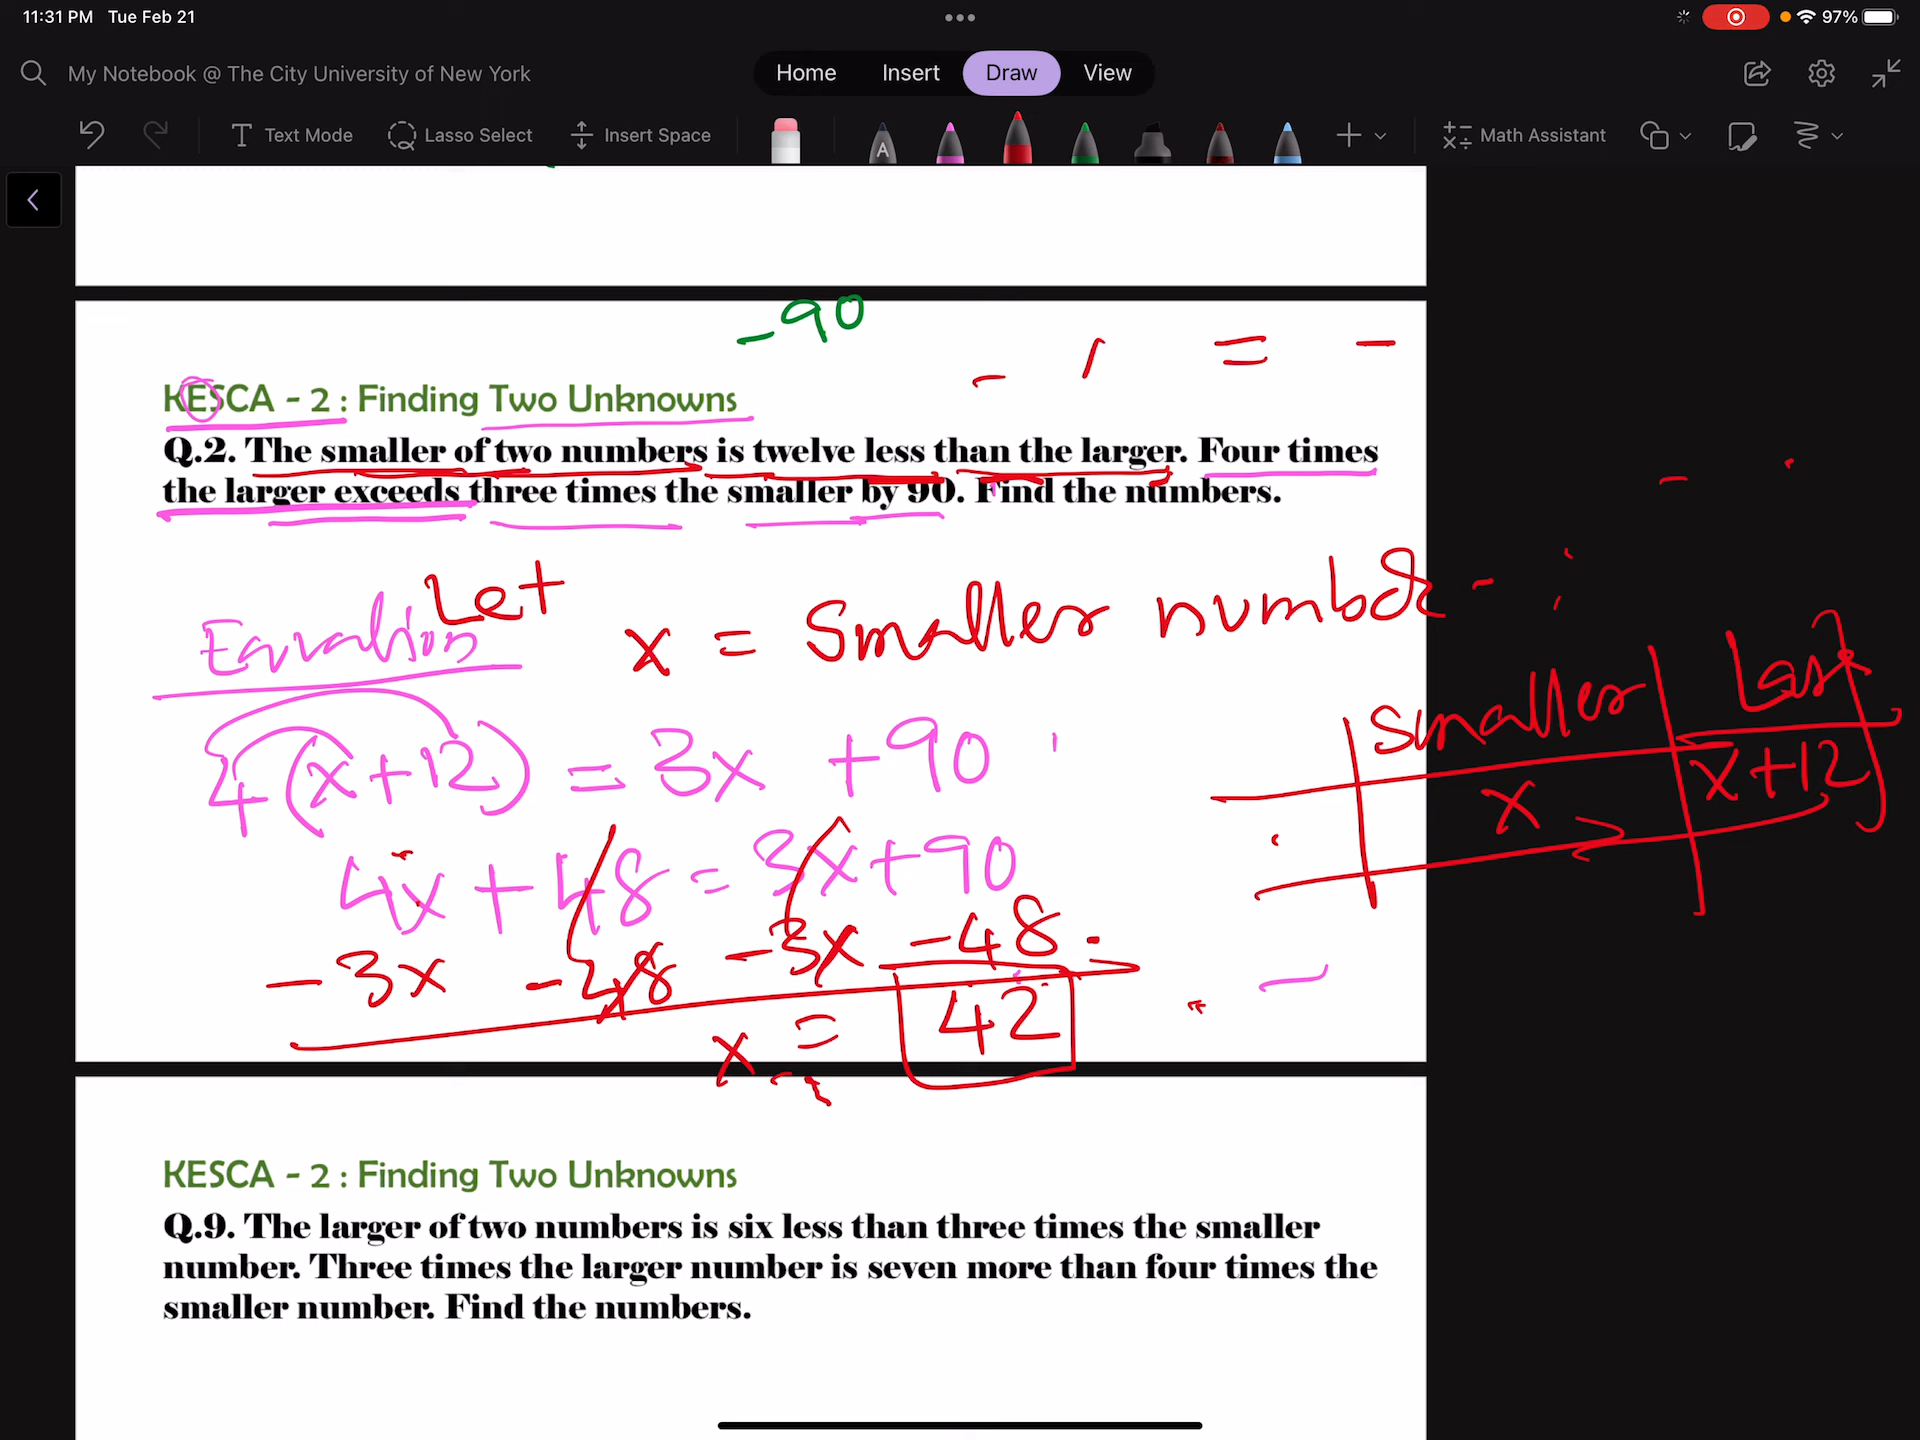 11:31 PM Tue Feb 21
97%
My Notebook @ The City University of New York
Home Insert Draw View
Text Mode Lasso Select Insert Space A Math Assistant
-90
=
KESCA - 2 : Finding Two Unknowns
Q.2. The smaller of two numbers is twelve less than the larger. Four times
the larger exceeds three times the smaller by 90. Find the numbers.
Let x = Smaller number
Equation
smaller
x x+12
4(x+12) = 3x +90
4x + 48 = 3x+90
-3x -48 -3x -48
x = 42
KESCA - 2 : Finding Two Unknowns
Q.9. The larger of two numbers is six less than three times the smaller
number. Three times the larger number is seven more than four times the
smaller number. Find the numbers.